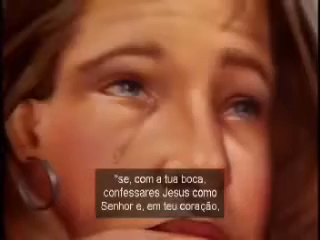 "se, com a tua boca,
confessares Jesus como
Senhor e, em teu coração,